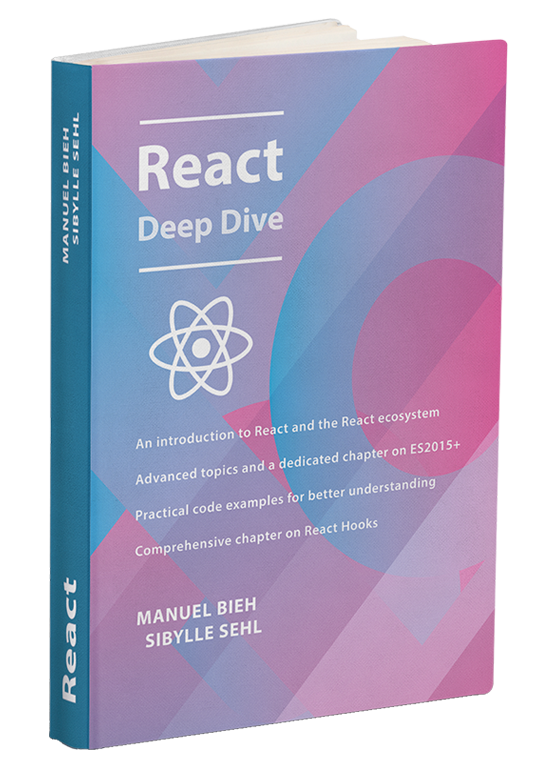 MANUEL BIEH
SIBYLLE SEHL
React
React
Deep Dive
An introduction to React and the React ecosystem
Advanced topics and a dedicated chapter on ES2015+
Practical code examples for better understanding
Comprehensive chapter on React Hooks
MANUEL BIEH
SIBYLLE SEHL